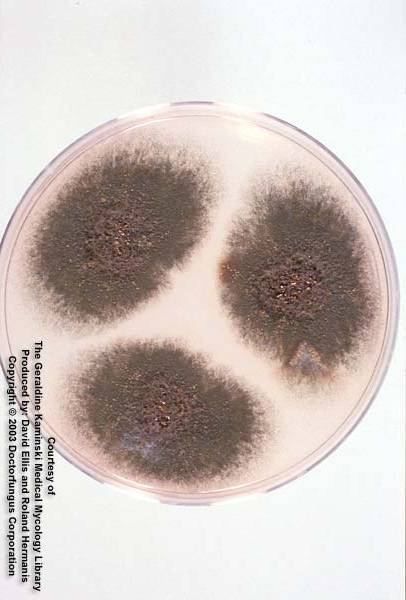 Courtesy of
The Geraldine Kaminski Medical Mycology Library
Produced by: David Ellis and Roland Hermanis
Copyright © 2003 Doctorfungus Corporation